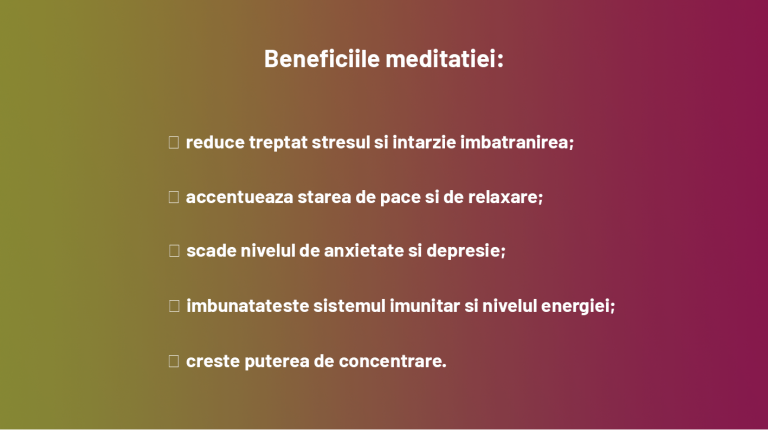 Beneficiile meditatiei:
reduce treptat stresul si intarzie imbatranirea;
accentueaza starea de pace si de relaxare;
scade nivelul de anxietate si depresie;
imbunatateste sistemul imunitar si nivelul energiei;
creste puterea de concentrare.